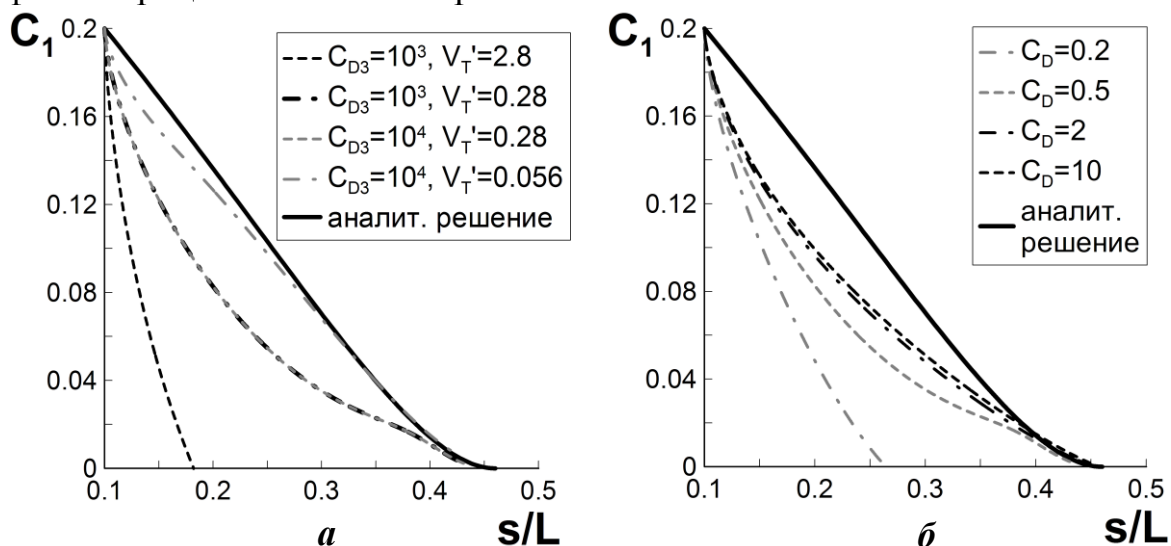 C₁
0.2
0.16
0.12
0.08
0.04
0
0.1
0.2
0.3
0.4
0.5
s/L
C_D3=10³, V_T'=2.8
C_D3=10³, V_T'=0.28
C_D3=10⁴, V_T'=0.28
C_D3=10⁴, V_T'=0.056
аналит. решение
а
C₁
0.2
0.16
0.12
0.08
0.04
0
0.1
0.2
0.3
0.4
0.5
s/L
C_D=0.2
C_D=0.5
C_D=2
C_D=10
аналит.
решение
б